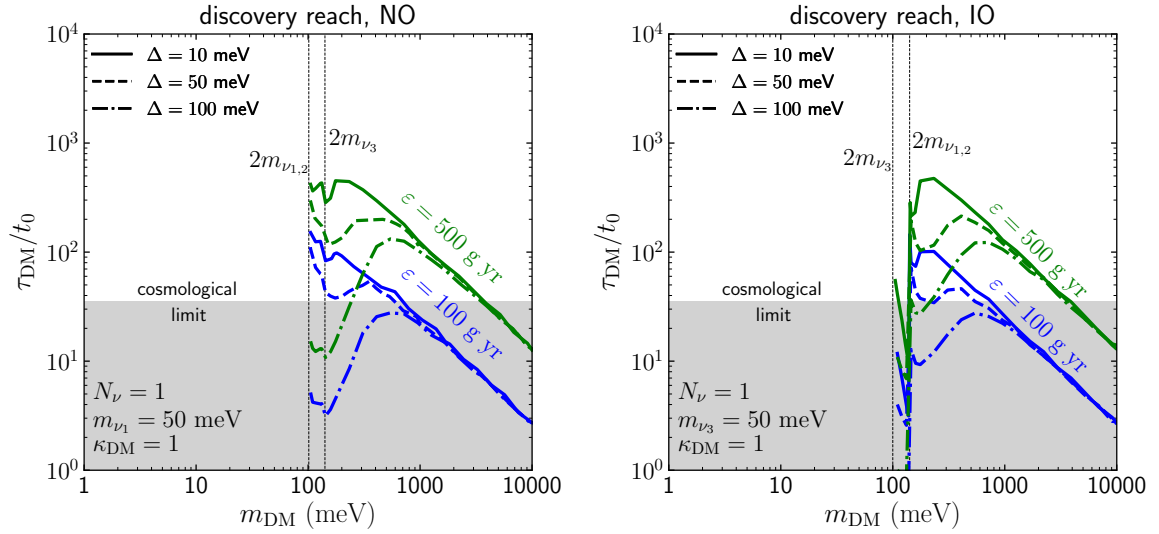 discovery reach, NO
10⁴
10³
10²
10¹
10⁰
τ_DM/t₀
Δ = 10 meV
Δ = 50 meV
Δ = 100 meV
2m_ν₃
2m_ν₁,₂
ε = 500 g yr
ε = 100 g yr
cosmological
limit
N_ν = 1
m_ν₁ = 50 meV
κ_DM = 1
1 10 100 1000 10000
m_DM (meV)
discovery reach, IO
10⁴
10³
10²
10¹
10⁰
τ_DM/t₀
Δ = 10 meV
Δ = 50 meV
Δ = 100 meV
2m_ν₁,₂
2m_ν₃
ε = 500 g yr
ε = 100 g yr
cosmological
limit
N_ν = 1
m_ν₃ = 50 meV
κ_DM = 1
1 10 100 1000 10000
m_DM (meV)